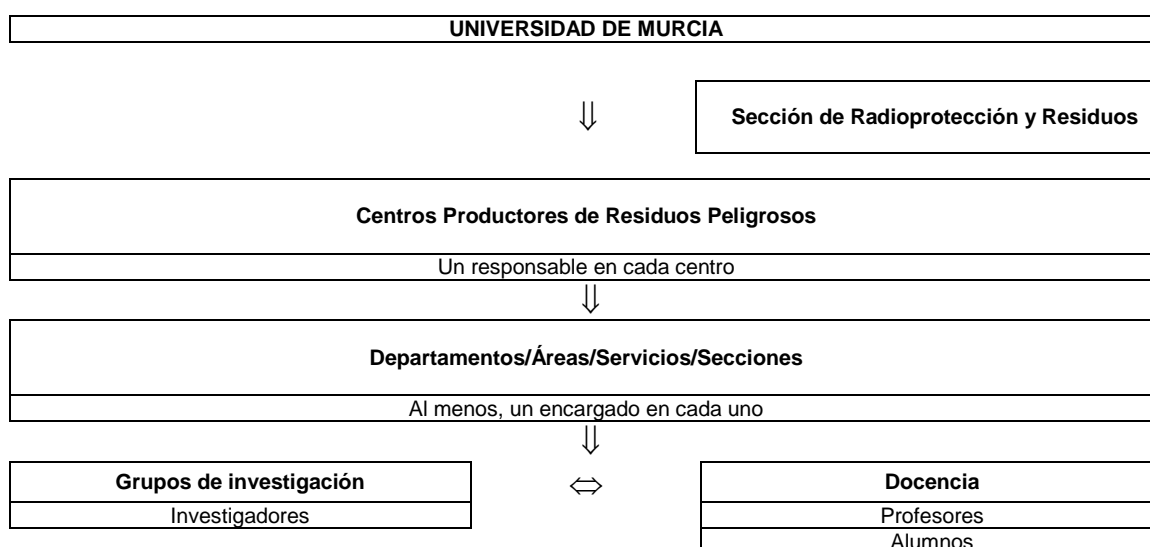 UNIVERSIDAD DE MURCIA
⇓
Sección de Radioprotección y Residuos
Centros Productores de Residuos Peligrosos
Un responsable en cada centro
⇓
Departamentos/Áreas/Servicios/Secciones
Al menos, un encargado en cada uno
⇓
Grupos de investigación
Investigadores
⇔
Docencia
Profesores
Alumnos